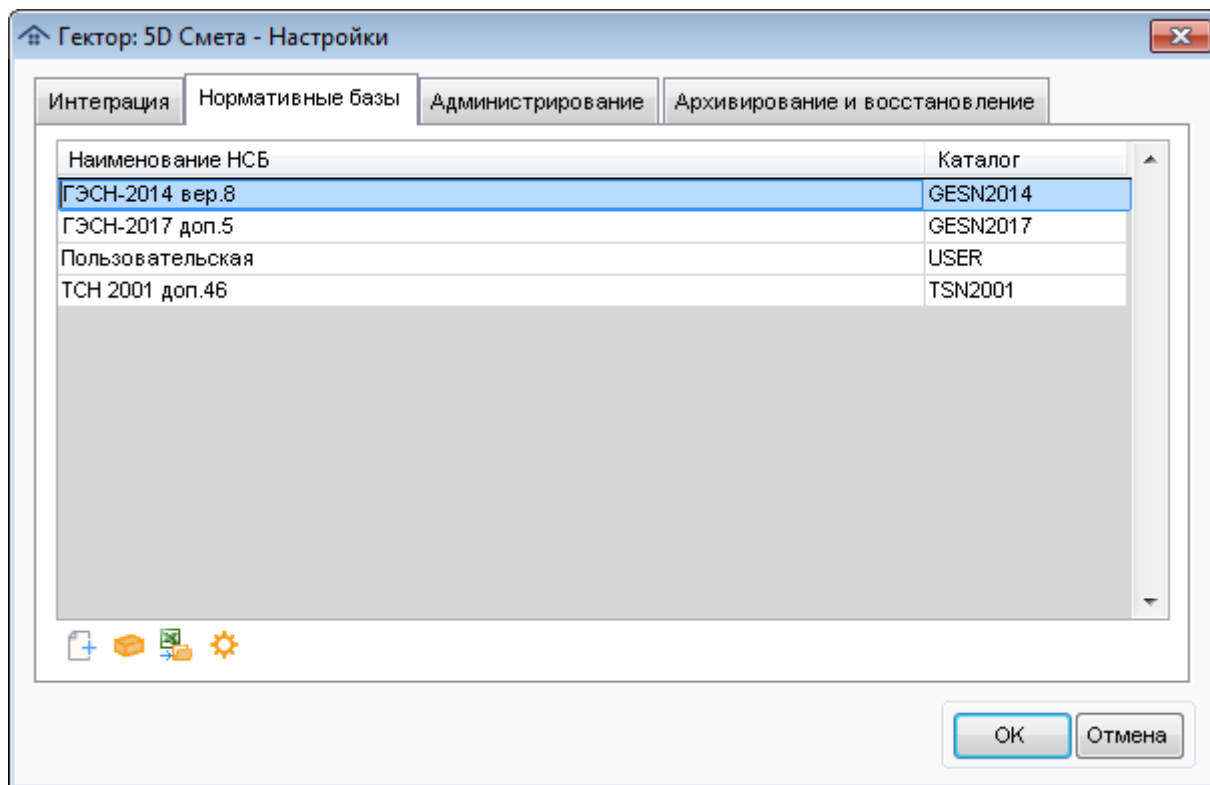 Гектор: 5D Смета - Настройки
Интеграция Нормативные базы Администрирование Архивирование и восстановление
Наименование НСБ Каталог
ГЭСН-2014 вер.8 GESN2014
ГЭСН-2017 доп.5 GESN2017
Пользовательская USER
ТСН 2001 доп.46 TSN2001
ОК Отмена